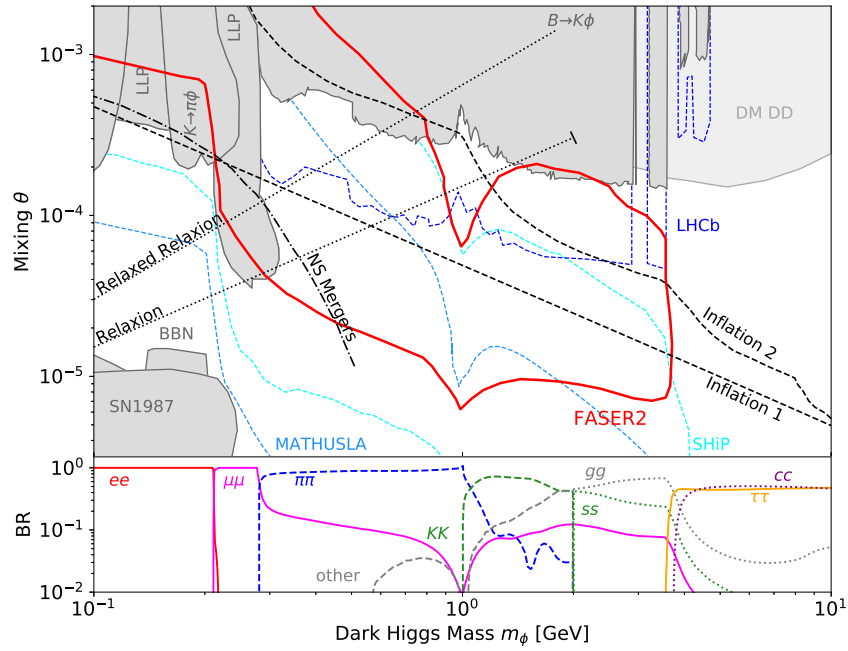 B→Kϕ
LLP
LLP
K→πϕ
DM DD
10⁻³
10⁻⁴
10⁻⁵
Mixing θ
LHCb
Relaxed Relaxion
Relaxion
NS Mergers
BBN
SN1987
Inflation 2
Inflation 1
FASER2
MATHUSLA
SHiP
10⁰
10⁻¹
10⁻²
BR
ee
μμ
ππ
KK
other
gg
ss
cc
ττ
10⁻¹
10⁰
10¹
Dark Higgs Mass m_ϕ [GeV]